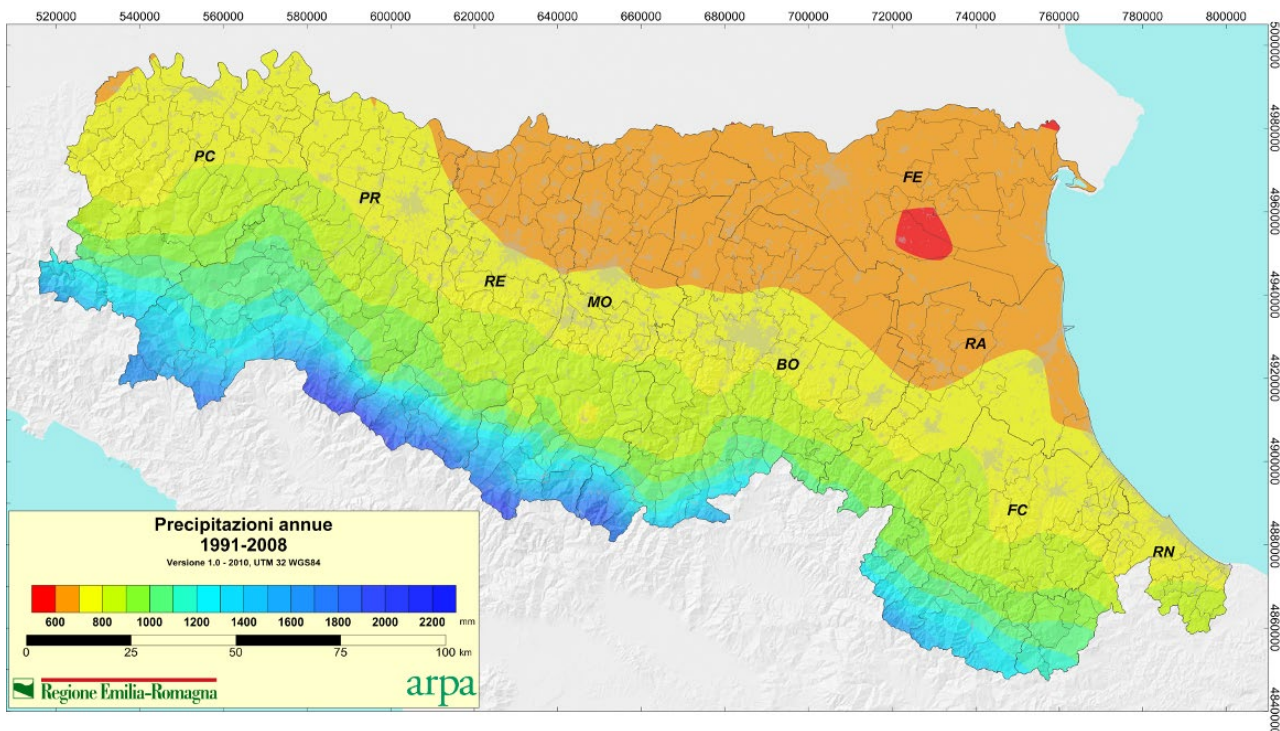 520000 540000 560000 580000 600000 620000 640000 660000 680000 700000 720000 740000 760000 780000 800000
5000000
4980000
4960000
4940000
4920000
4900000
4880000
4860000
4840000
PC
FE
PR
RE
MO
RA
BO
FC
RN
Precipitazioni annue
1991-2008
Versione 1.0 - 2010, UTM 32 WGS84
600 800 1000 1200 1400 1600 1800 2000 2200 mm
0 25 50 75 100 km
Regione Emilia-Romagna
arpa